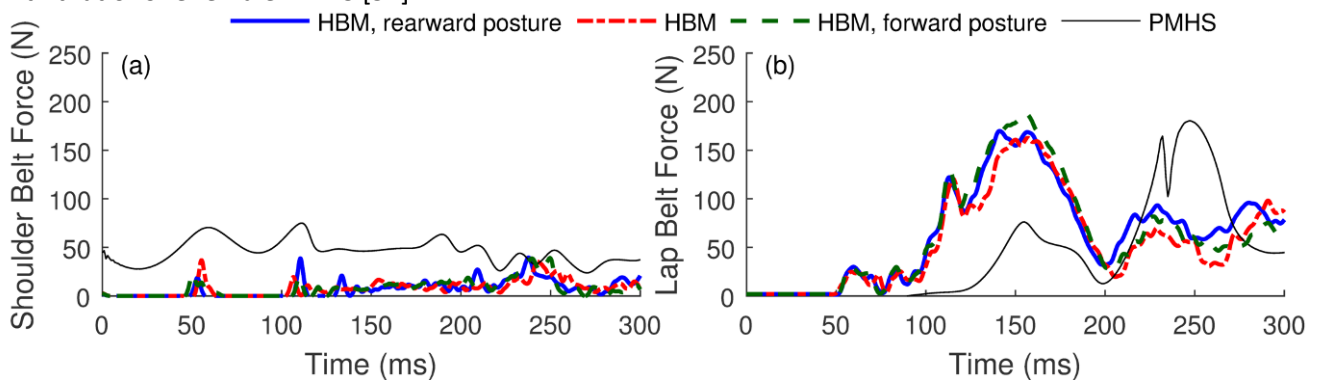 HBM, rearward posture HBM HBM, forward posture PMHS
Shoulder Belt Force (N)
250
200
150
100
50
0
(a)
0 50 100 150 200 250 300
Time (ms)
Lap Belt Force (N)
250
200
150
100
50
0
(b)
0 50 100 150 200 250 300
Time (ms)